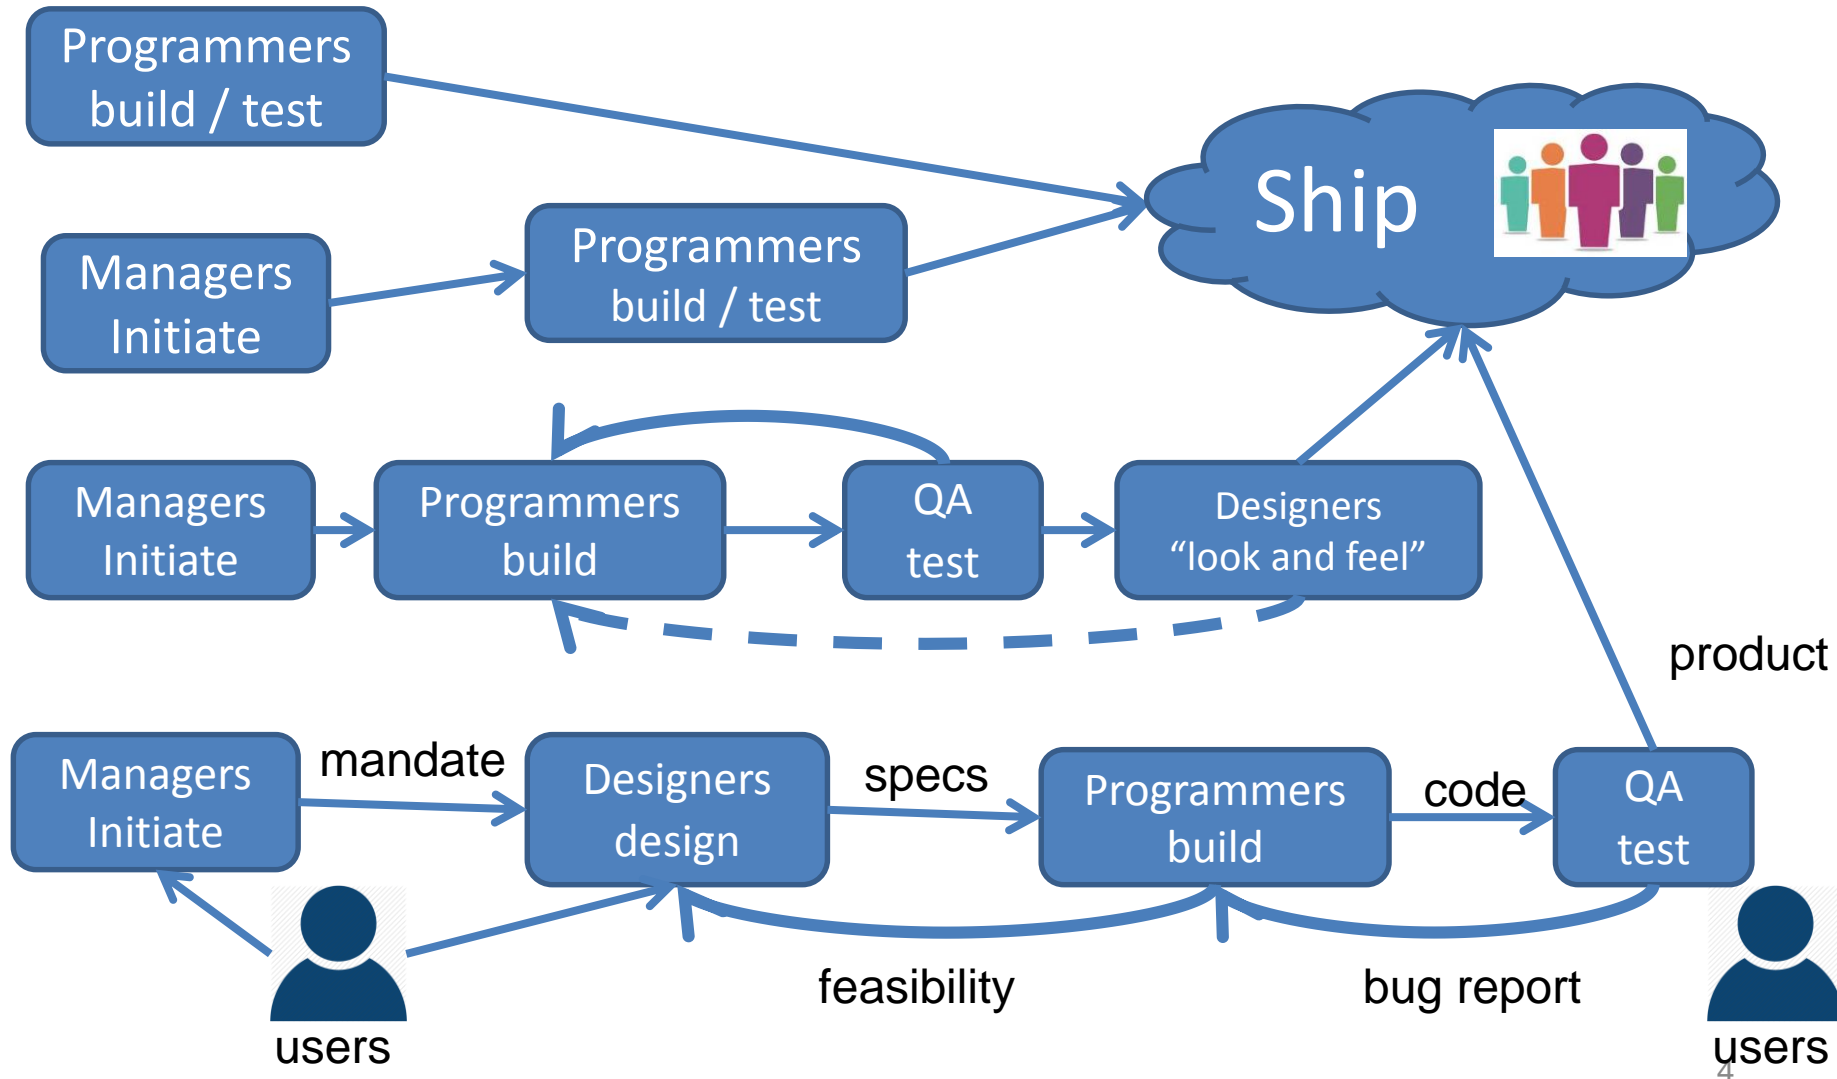 Programmers
build / test
Ship
Managers
Initiate
Programmers
build / test
Managers
Initiate
Programmers
build
QA
test
Designers
“look and feel”
product
Managers
Initiate
mandate
Designers
design
specs
Programmers
build
code
QA
test
feasibility
bug report
users
users
4